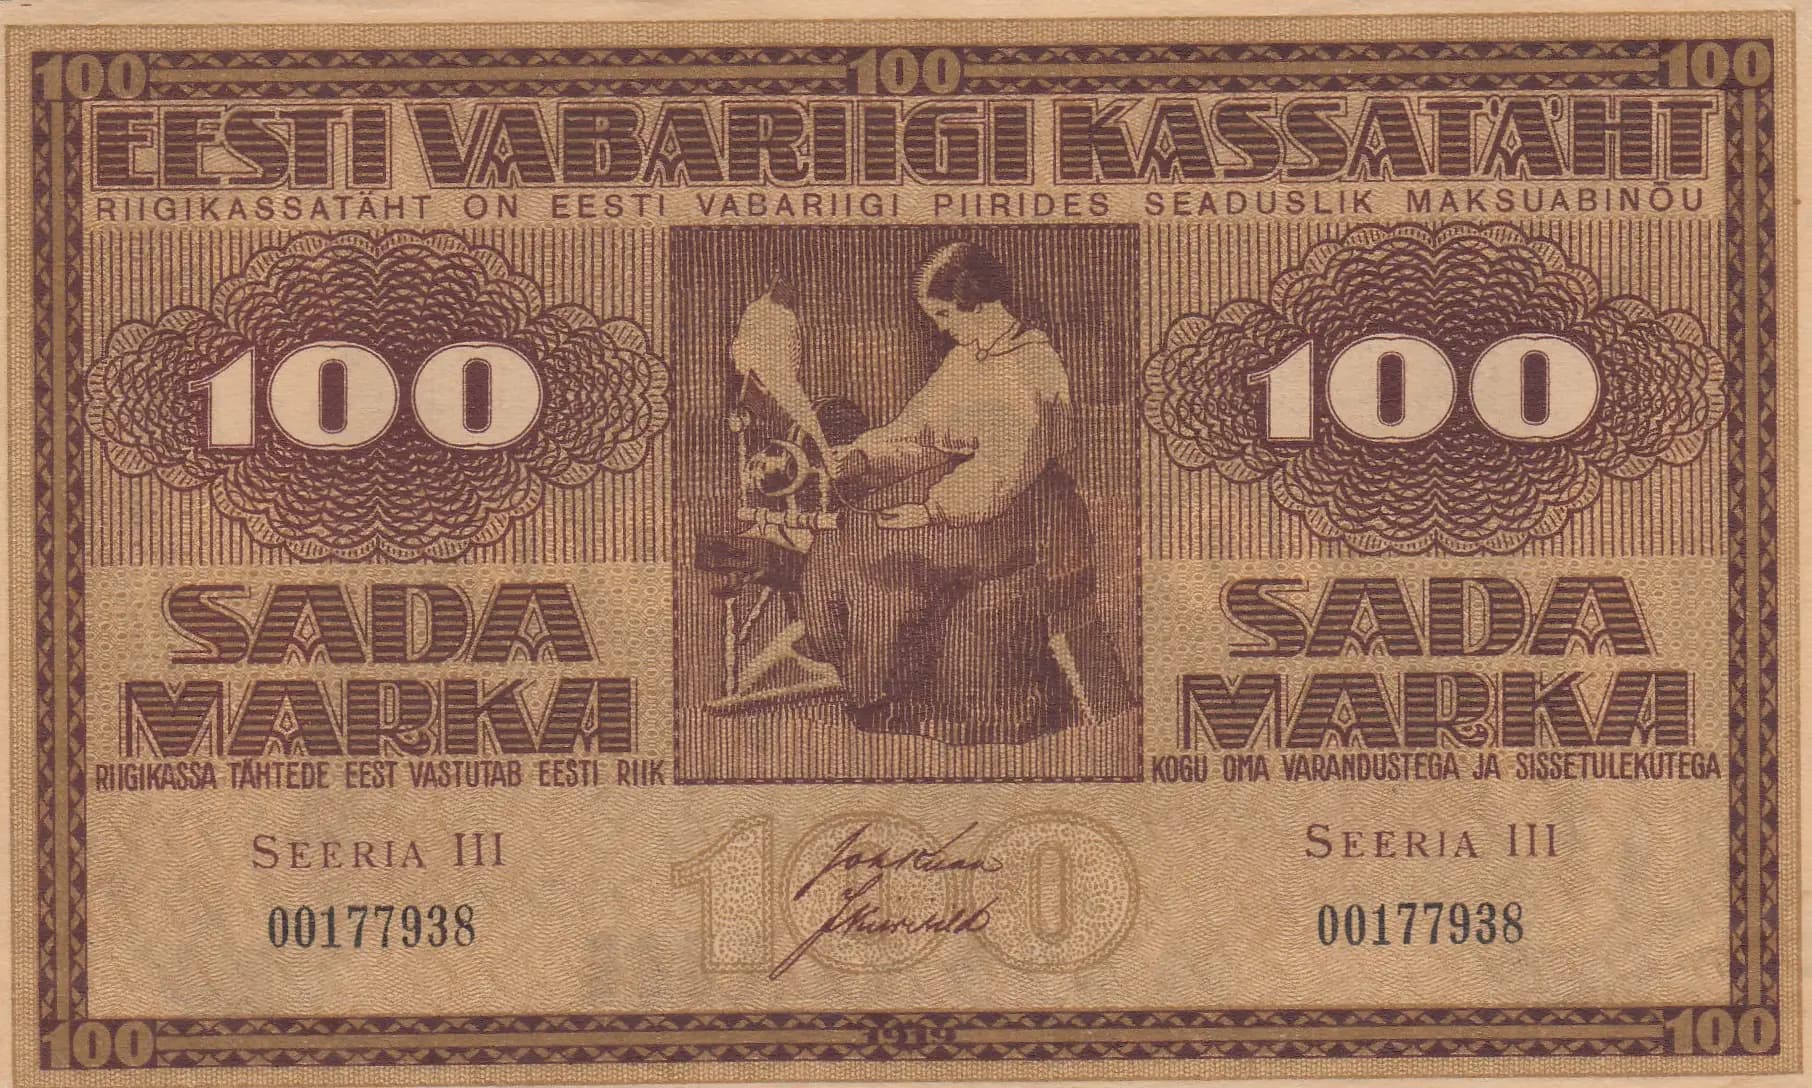 100 100 100
EESTI VABARIIGI KASSATÄHT
RIIGIKASSATÄHT ON EESTI VABARIIGI PIIRIDES SEADUSLIK MAKSUABINÕU
100 100
SADA MARKA
SADA MARKA
RIIGIKASSA TÄHTEDE EEST VASTUTAB EESTI RIIK KOGU OMA VARANDUSTEGA JA SISSETULEKUTEGA
SEERIA III SEERIA III
100
00177938 00177938
100 1919 100